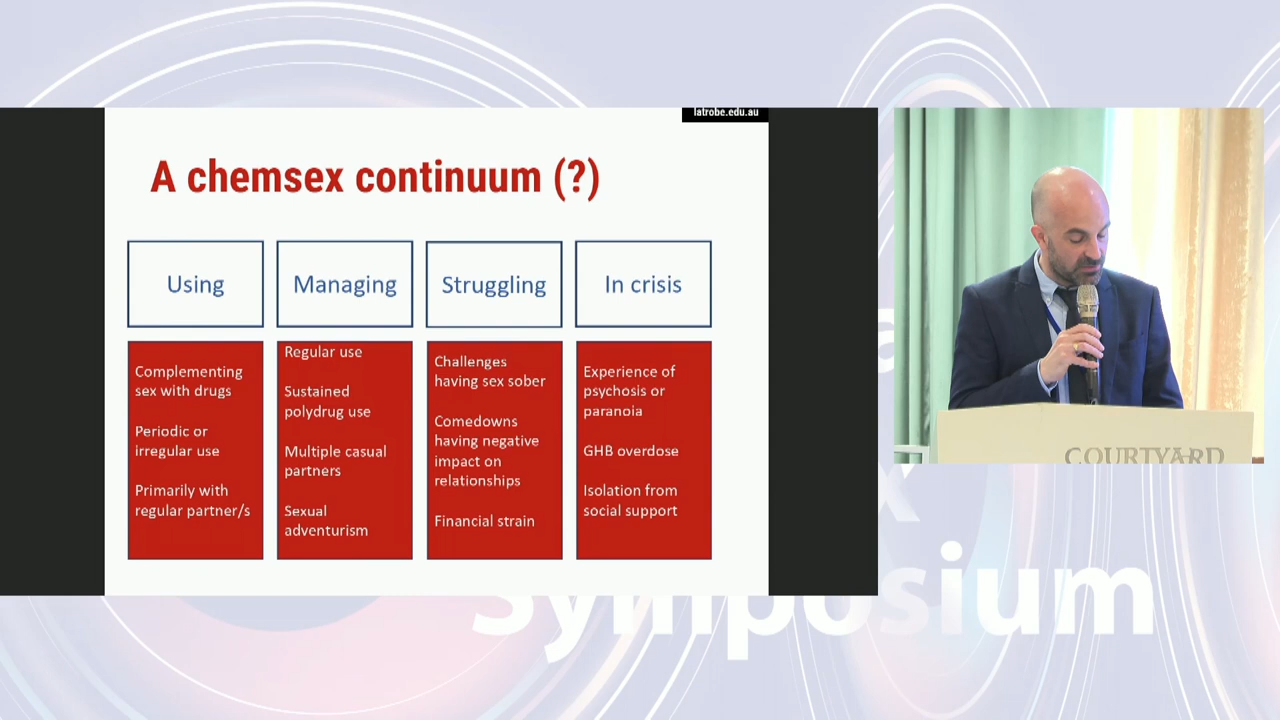 latrobe.edu.au
A chemsex continuum (?)
Using
Managing
Struggling
In crisis
Complementing
sex with drugs
Periodic or
irregular use
Primarily with
regular partner/s
Regular use
Sustained
polydrug use
Multiple casual
partners
Sexual
adventurism
Challenges
having sex sober
Comedowns
having negative
impact on
relationships
Financial strain
Experience of
psychosis or
paranoia
GHB overdose
Isolation from
social support
COURTYARD
Symposium